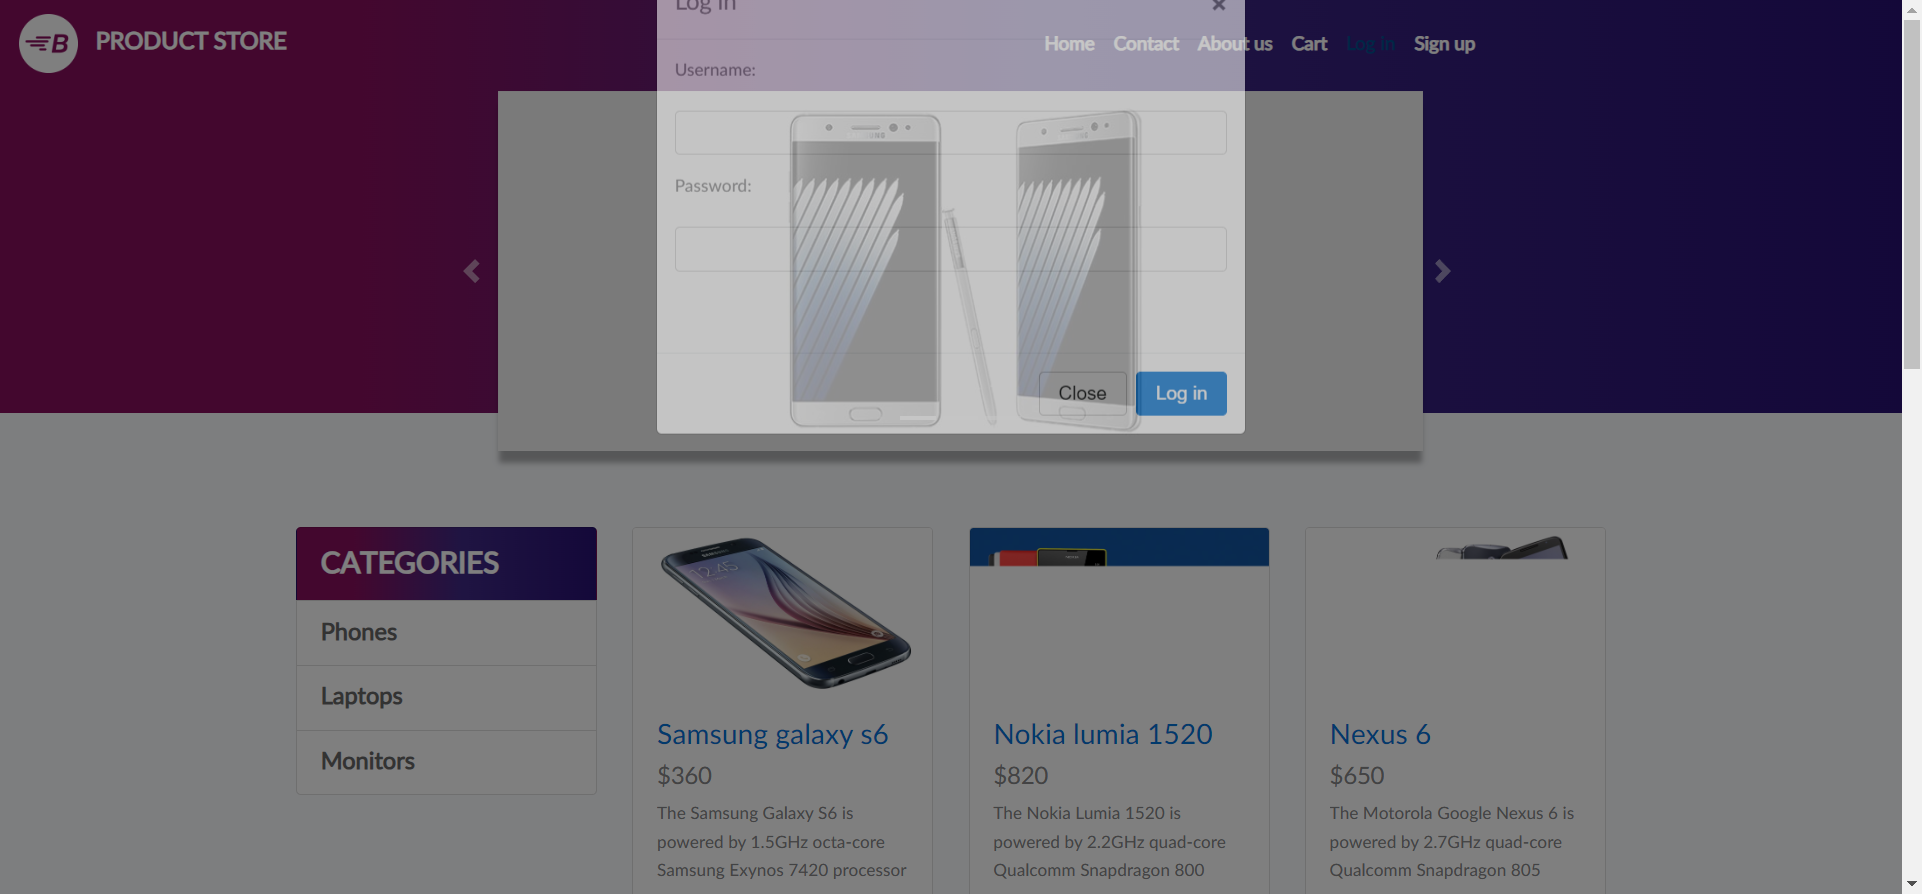 B PRODUCT STORE
Home Contact About us Cart Log in Sign up
Log in ×
Username:
Password:
Close Log in
CATEGORIES
Phones
Laptops
Monitors
12:45
Samsung galaxy s6
$360
The Samsung Galaxy S6 is
powered by 1.5GHz octa-core
Samsung Exynos 7420 processor
Nokia lumia 1520
$820
The Nokia Lumia 1520 is
powered by 2.2GHz quad-core
Qualcomm Snapdragon 800
Nexus 6
$650
The Motorola Google Nexus 6 is
powered by 2.7GHz quad-core
Qualcomm Snapdragon 805